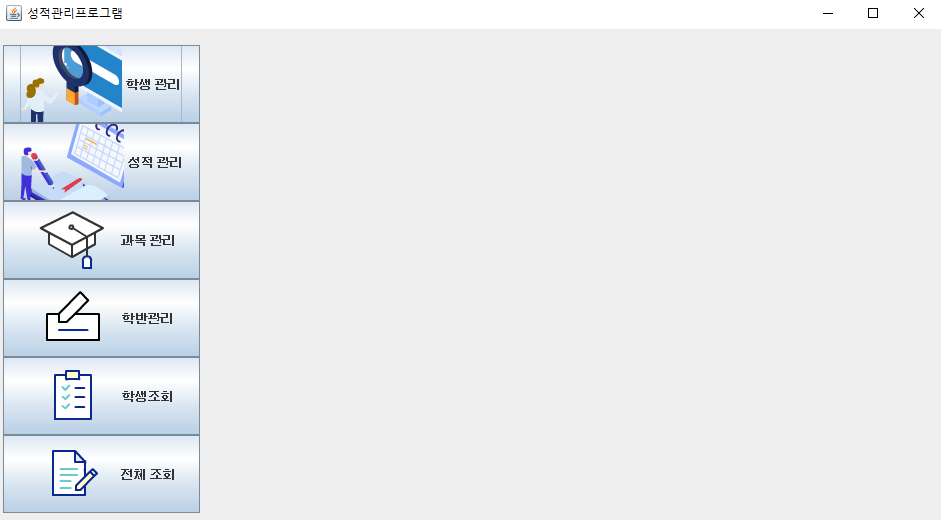 성적관리프로그램
학생 관리
성적 관리
과목 관리
학반관리
학생조회
전체 조회